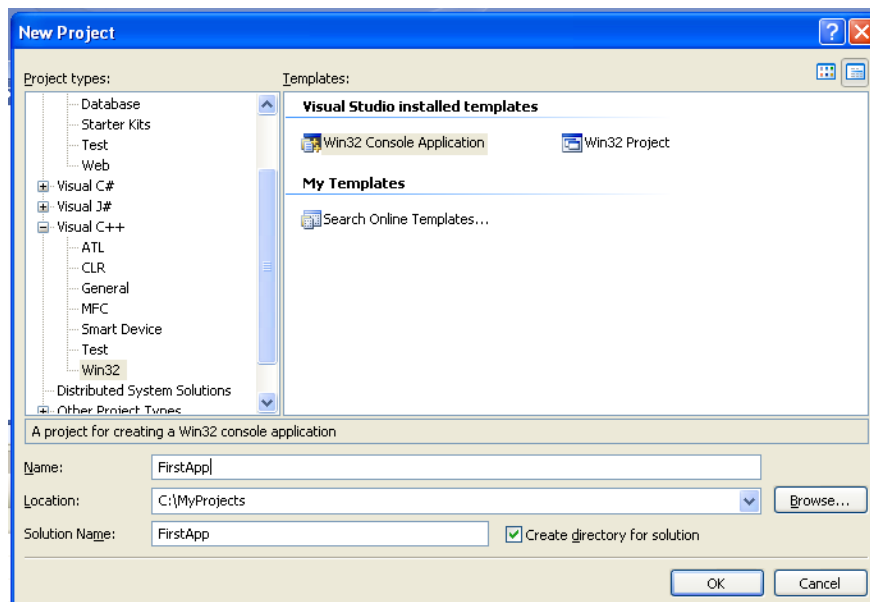 New Project
Project types:
Templates:
Database
Starter Kits
Test
Web
Visual C#
Visual J#
Visual C++
ATL
CLR
General
MFC
Smart Device
Test
Win32
Distributed System Solutions
Other Project Types
Visual Studio installed templates
Win32 Console Application
Win32 Project
My Templates
Search Online Templates...
A project for creating a Win32 console application
Name:
FirstApp
Location:
C:\MyProjects
Browse...
Solution Name:
FirstApp
Create directory for solution
OK
Cancel